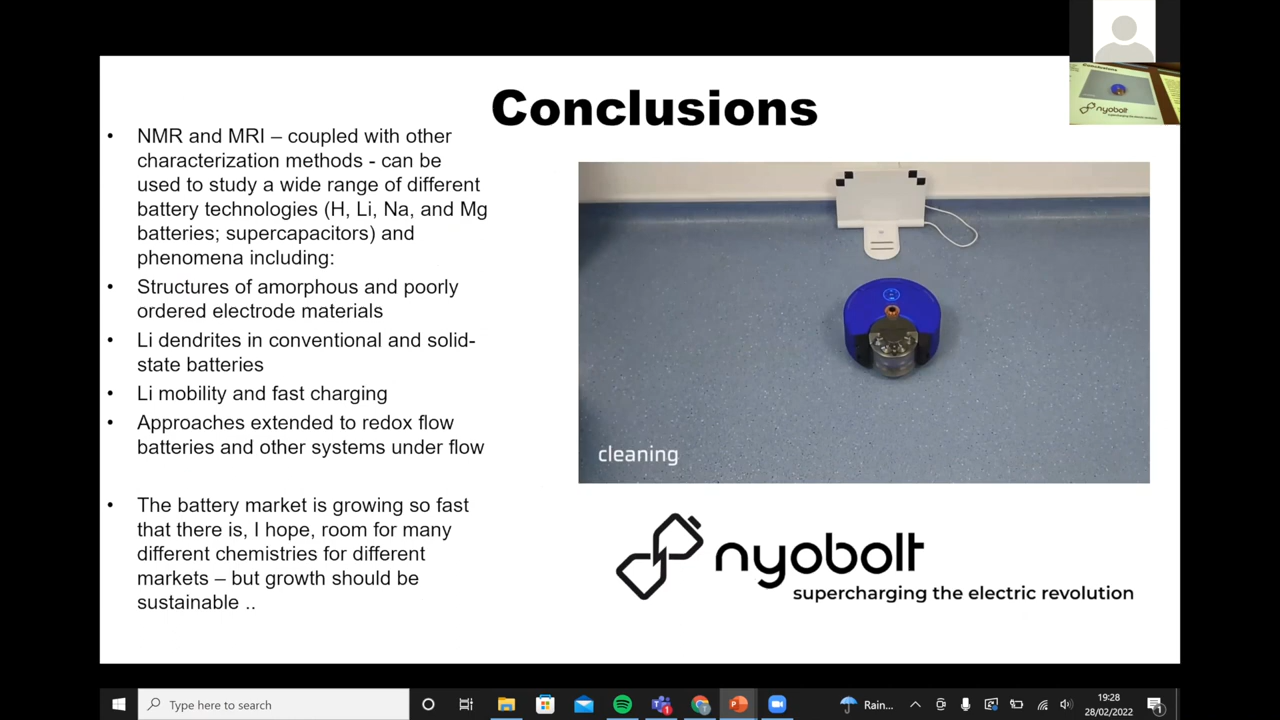 Conclusions
• NMR and MRI – coupled with other
characterization methods - can be
used to study a wide range of different
battery technologies (H, Li, Na, and Mg
batteries; supercapacitors) and
phenomena including:
• Structures of amorphous and poorly
ordered electrode materials
• Li dendrites in conventional and solid-
state batteries
• Li mobility and fast charging
• Approaches extended to redox flow
batteries and other systems under flow
• The battery market is growing so fast
that there is, I hope, room for many
different chemistries for different
markets – but growth should be
sustainable ..
cleaning
nyobolt
supercharging the electric revolution
Conclusions
nyobolt
Type here to search
Rain...
19:28
28/02/2022